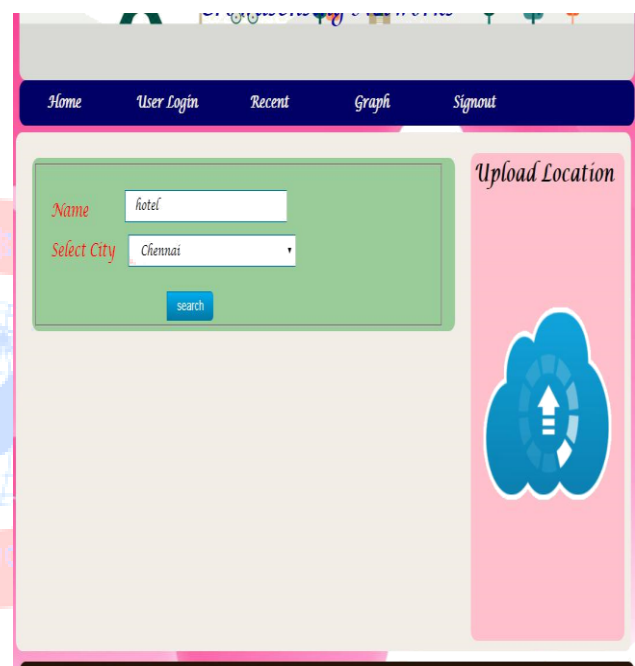 Home User Login Recent Graph Signout
Upload Location
Name hotel
Select City Chennai
search